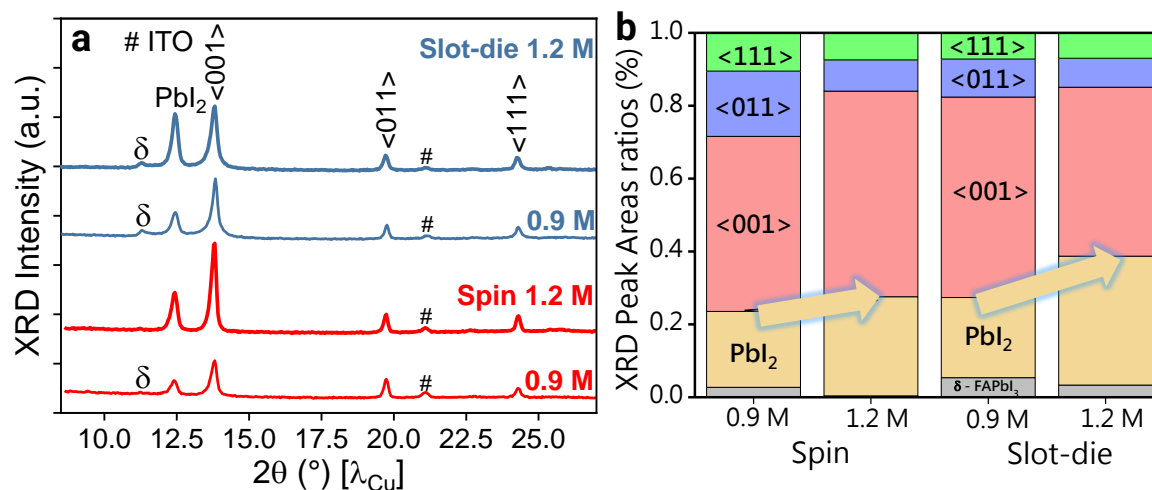 a
# ITO
<001>
Slot-die 1.2 M
PbI₂
<011>
<111>
δ
#
δ
#
0.9 M
Spin 1.2 M
#
δ
#
0.9 M
XRD Intensity (a.u.)
10.0 12.5 15.0 17.5 20.0 22.5 25.0
2θ (°) [λCu]
b
XRD Peak Areas ratios (%)
1.0
0.8
0.6
0.4
0.2
0.0
<111>
<011>
<001>
PbI₂
<111>
<011>
<001>
PbI₂
δ - FAPbI₃
0.9 M 1.2 M 0.9 M 1.2 M
Spin Slot-die